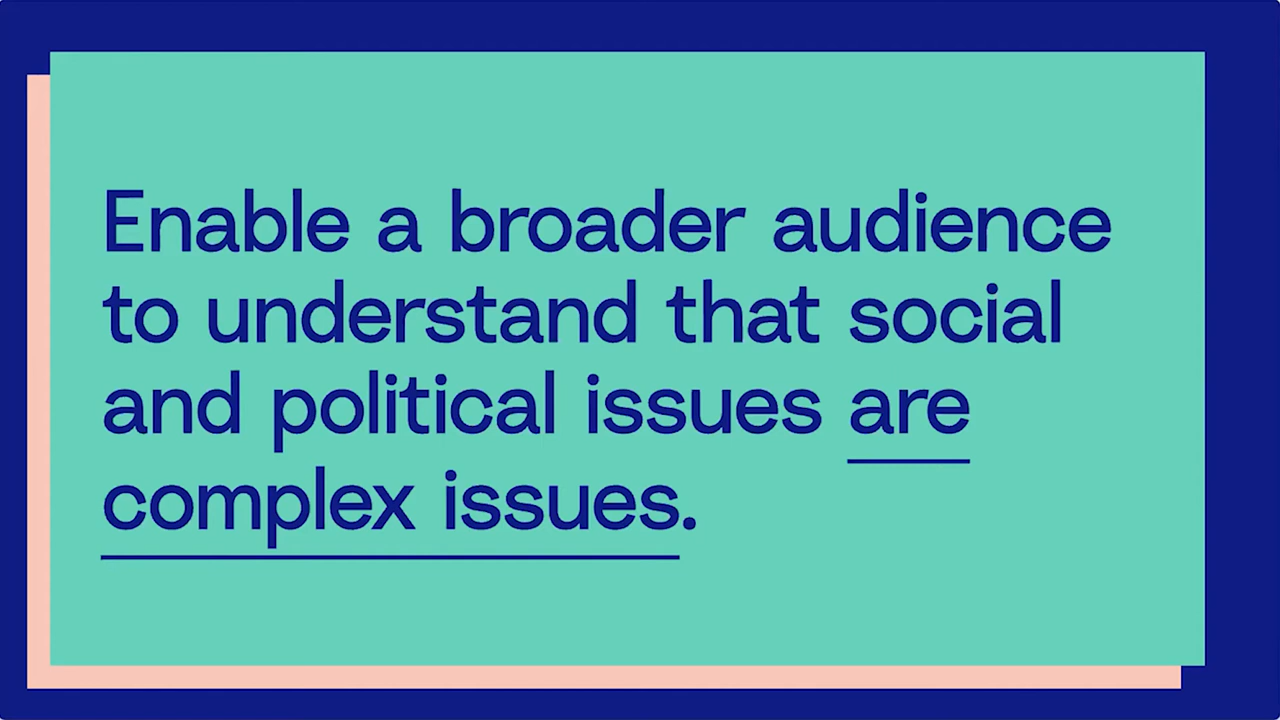 Enable a broader audience
to understand that social
and political issues are
complex issues.